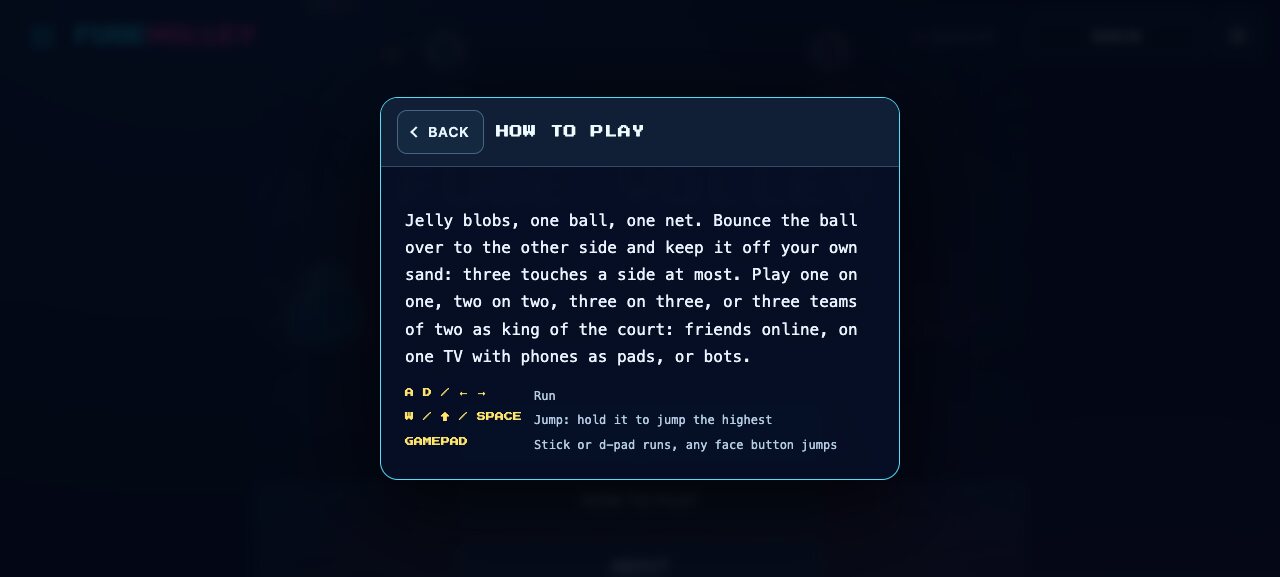 BACK
HOW TO PLAY
Jelly blobs, one ball, one net. Bounce the ball
over to the other side and keep it off your own
sand: three touches a side at most. Play one on
one, two on two, three on three, or three teams
of two as king of the court: friends online, on
one TV with phones as pads, or bots.
A D / ← → Run
W / ↑ / SPACE Jump: hold it to jump the highest
GAMEPAD Stick or d-pad runs, any face button jumps